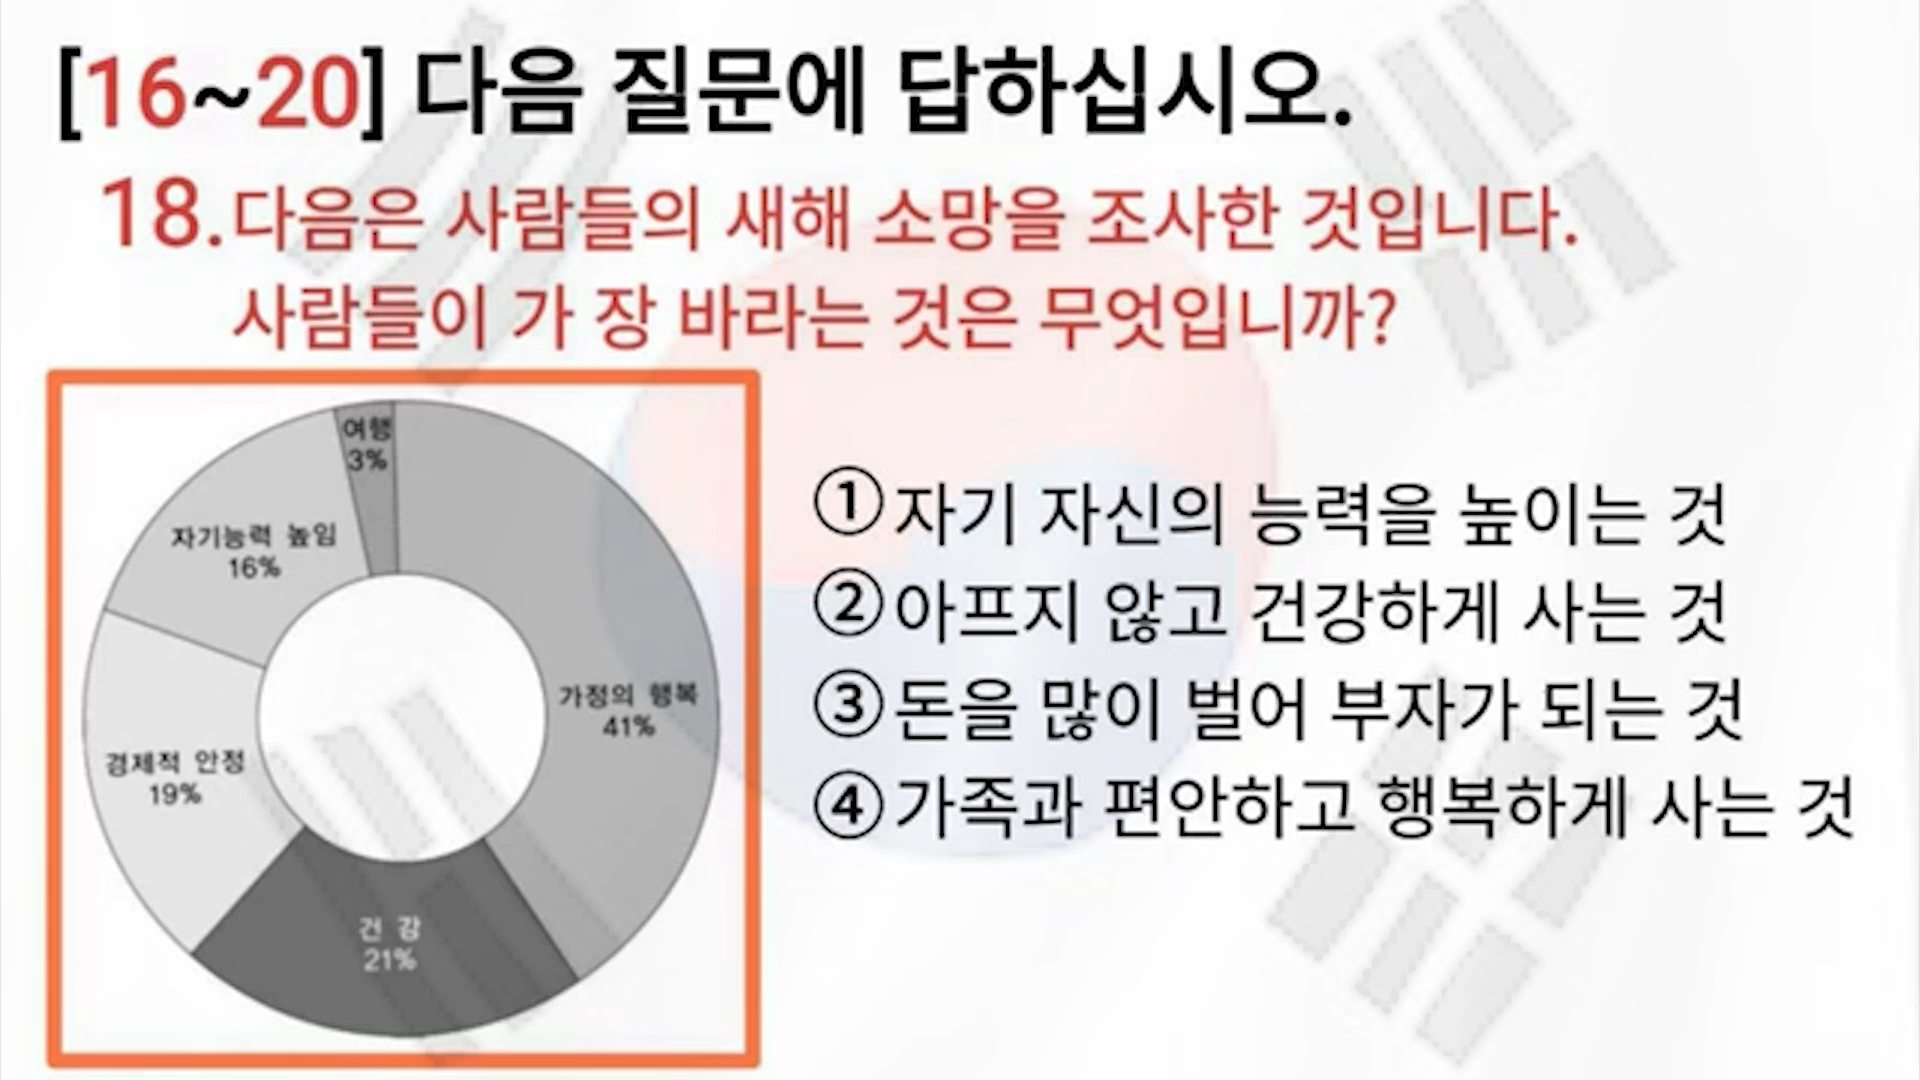 [16~20] 다음 질문에 답하십시오.
18.다음은 사람들의 새해 소망을 조사한 것입니다.
사람들이 가 장 바라는 것은 무엇입니까?
여행
3%
자기능력 높임
16%
가정의 행복
41%
경제적 안정
19%
건 강
21%
①자기 자신의 능력을 높이는 것
②아프지 않고 건강하게 사는 것
③돈을 많이 벌어 부자가 되는 것
④가족과 편안하고 행복하게 사는 것